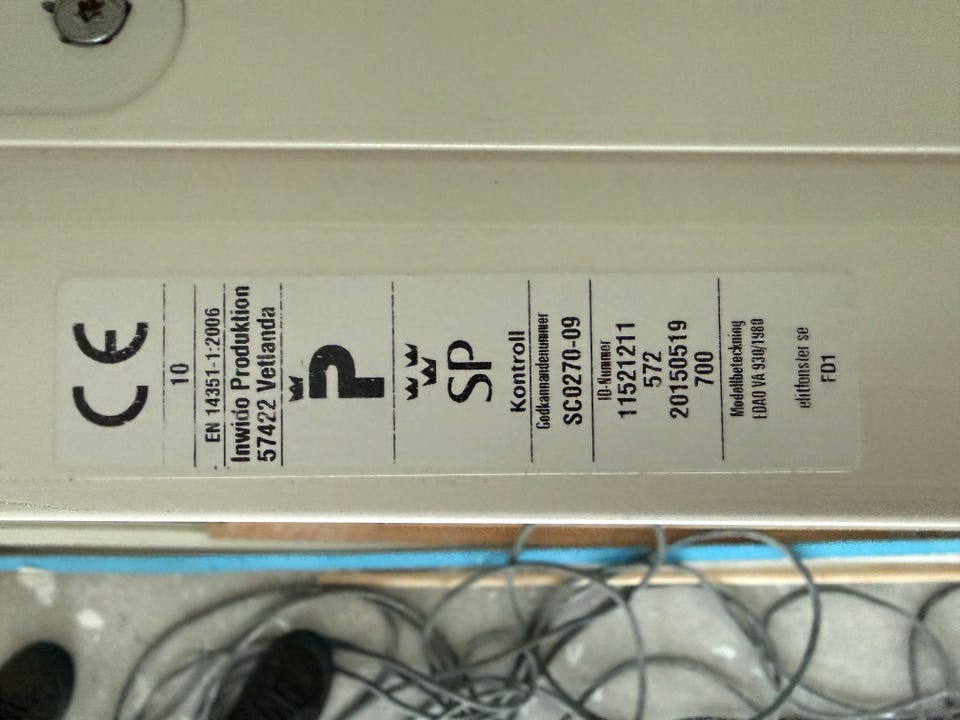 CE
10
EN 14351-1:2006
Inwido Produktion
57422 Vetlanda
P
SP
Kontroll
Godkännandenummer
SC0270-09
ID-Nummer
11521211
572
20150519
700
Modellbeteckning
EDAO VA 930/1980
elitfonster se
FD1